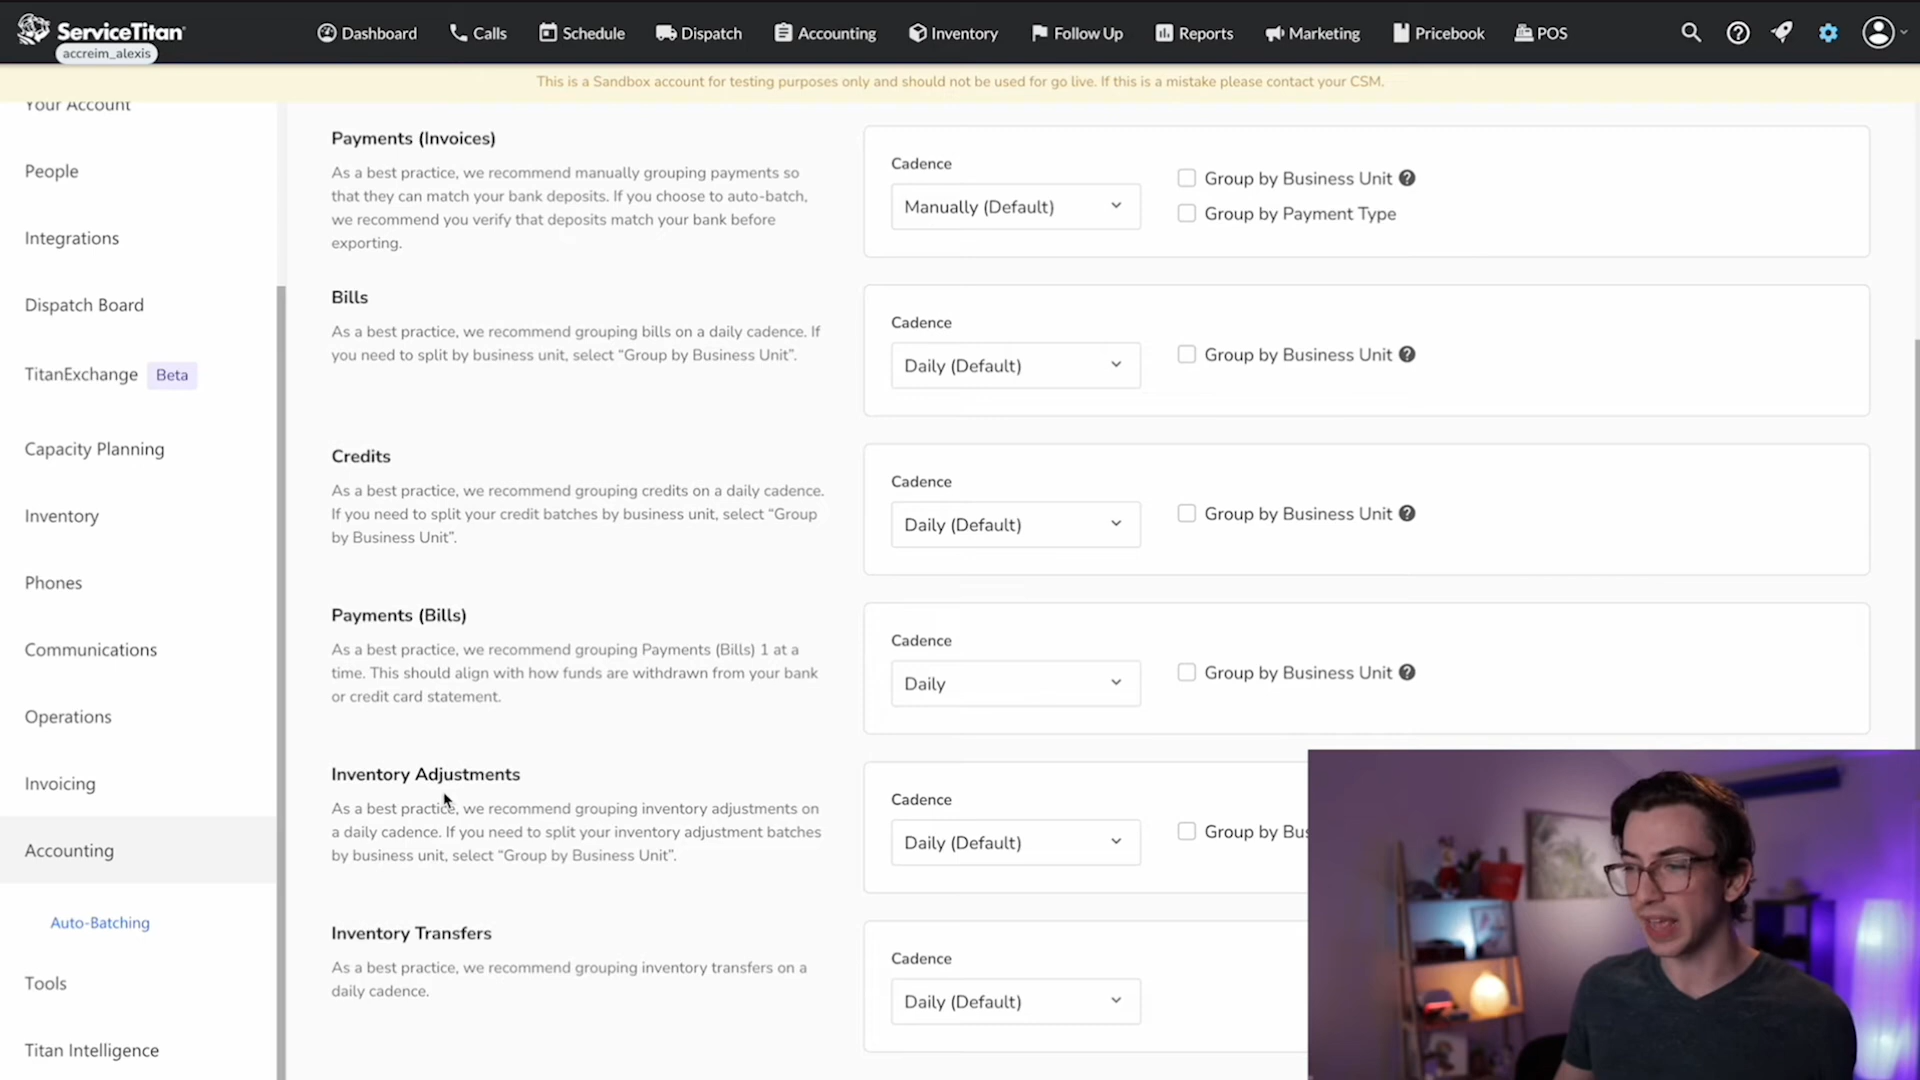 ServiceTitan
accreim_alexis
Dashboard
Calls
Schedule
Dispatch
Accounting
Inventory
Follow Up
Reports
Marketing
Pricebook
POS
This is a Sandbox account for testing purposes only and should not be used for go live. If this is a mistake please contact your CSM.
Your Account
People
Integrations
Dispatch Board
TitanExchange Beta
Capacity Planning
Inventory
Phones
Communications
Operations
Invoicing
Accounting
Auto-Batching
Tools
Titan Intelligence
Payments (Invoices)
As a best practice, we recommend manually grouping payments so
that they can match your bank deposits. If you choose to auto-batch,
we recommend you verify that deposits match your bank before
exporting.
Cadence
Manually (Default)
Group by Business Unit
Group by Payment Type
Bills
As a best practice, we recommend grouping bills on a daily cadence. If
you need to split by business unit, select “Group by Business Unit”.
Cadence
Daily (Default)
Group by Business Unit
Credits
As a best practice, we recommend grouping credits on a daily cadence.
If you need to split your credit batches by business unit, select “Group
by Business Unit”.
Cadence
Daily (Default)
Group by Business Unit
Payments (Bills)
As a best practice, we recommend grouping Payments (Bills) 1 at a
time. This should align with how funds are withdrawn from your bank
or credit card statement.
Cadence
Daily
Group by Business Unit
Inventory Adjustments
As a best practice, we recommend grouping inventory adjustments on
a daily cadence. If you need to split your inventory adjustment batches
by business unit, select “Group by Business Unit”.
Cadence
Daily (Default)
Group by Bus
Inventory Transfers
As a best practice, we recommend grouping inventory transfers on a
daily cadence.
Cadence
Daily (Default)